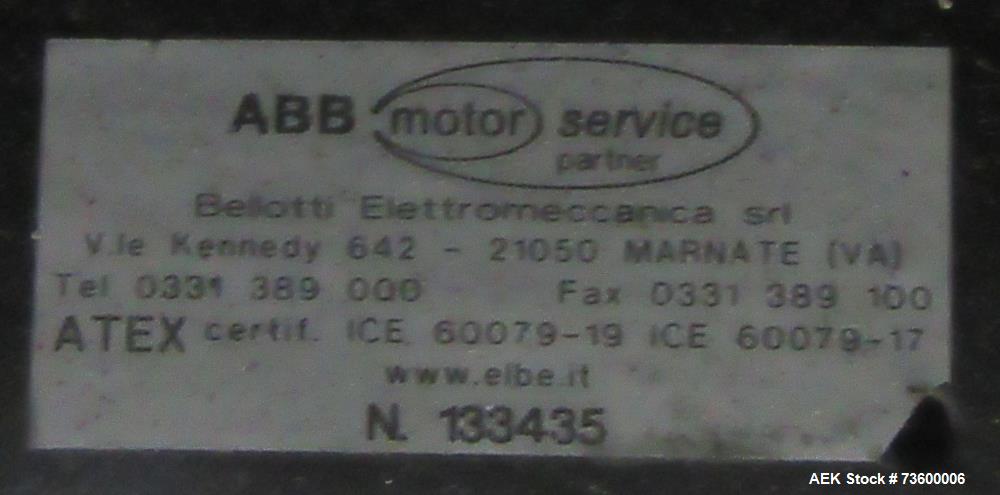 ABB motor service
partner
Bellotti Elettromeccanica srl
V.le Kennedy 642 - 21050 MARNATE (VA)
Tel 0331 389 000 Fax 0331 389 100
ATEX certif. ICE 60079-19 ICE 60079-17
www.elbe.it
N. 133435
AEK Stock # 73600006